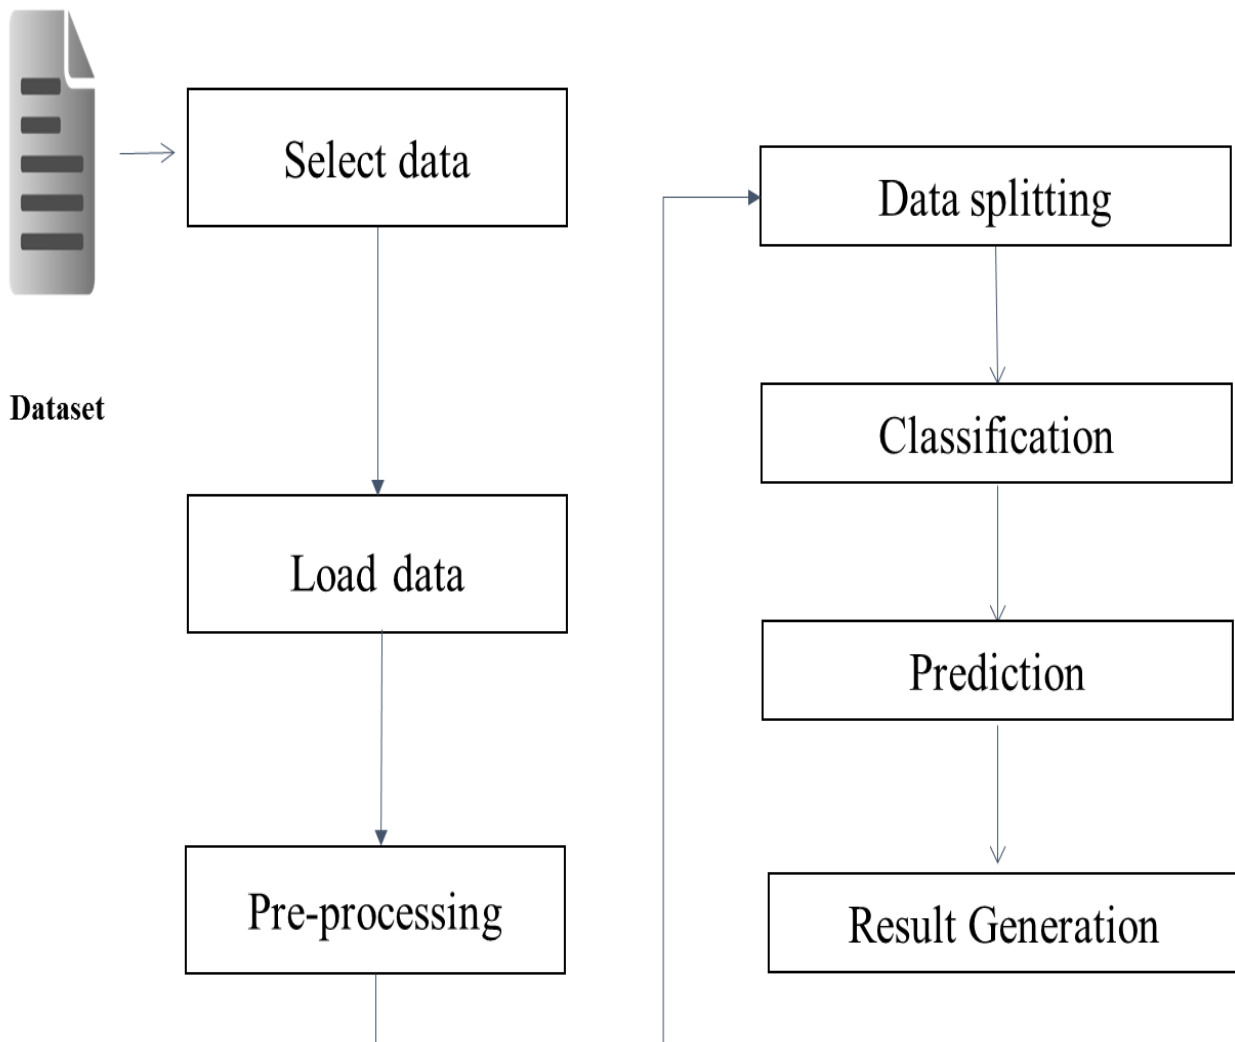 Dataset
Select data
Load data
Pre-processing
Data splitting
Classification
Prediction
Result Generation